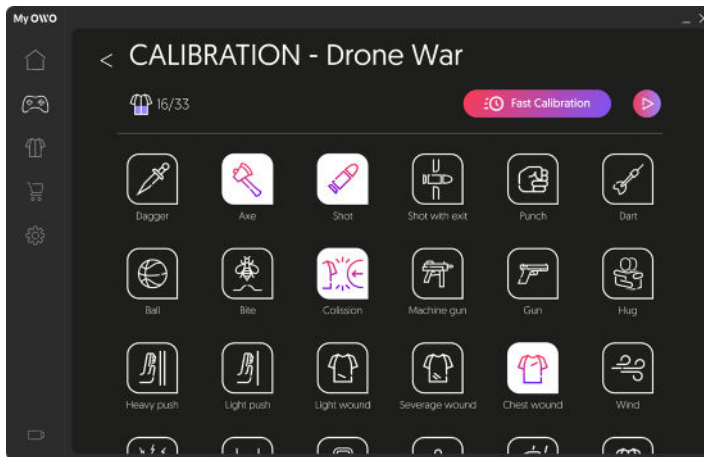 My OWO
< CALIBRATION - Drone War
16/33
Fast Calibration
Dagger Axe Shot Shot with exit Punch Dart
Ball Bite Colission Machine gun Gun Hug
Heavy push Light push Light wound Severage wound Chest wound Wind